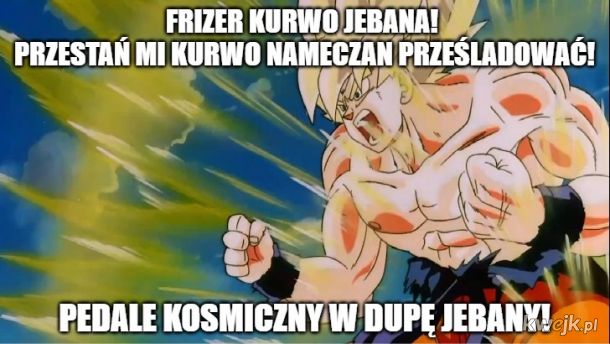 FRIZER KURWO JEBANA!
PRZESTAŃ MI KURWO NAMECZAN PRZEŚLADOWAĆ!
PEDALE KOSMICZNY W DUPĘ JEBANY!
kwejk.pl